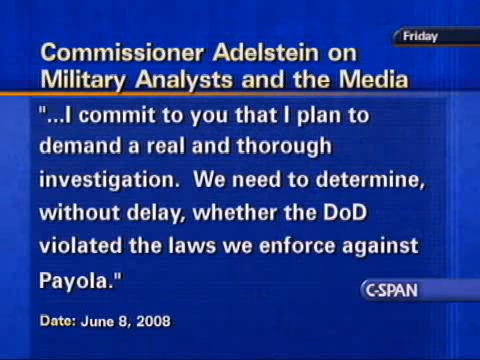 Friday
Commissioner Adelstein on
Military Analysts and the Media
"...I commit to you that I plan to
demand a real and thorough
investigation. We need to determine,
without delay, whether the DoD
violated the laws we enforce against
Payola."
C-SPAN
Date: June 8, 2008